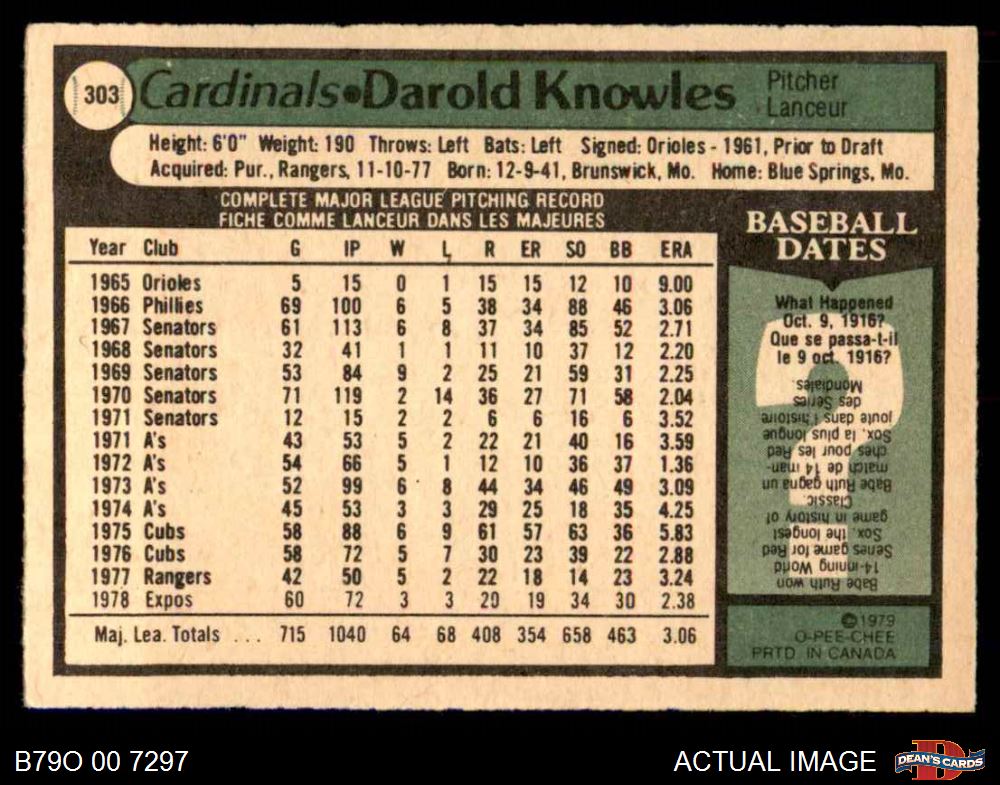 303 Cardinals•Darold Knowles Pitcher
Lanceur
Height: 6'0" Weight: 190 Throws: Left Bats: Left Signed: Orioles - 1961, Prior to Draft
Acquired: Pur., Rangers, 11-10-77 Born: 12-9-41, Brunswick, Mo. Home: Blue Springs, Mo.
COMPLETE MAJOR LEAGUE PITCHING RECORD
FICHE COMME LANCEUR DANS LES MAJEURES
Year Club G IP W L R ER SO BB ERA
1965 Orioles 5 15 0 1 15 15 12 10 9.00
1966 Phillies 69 100 6 5 38 34 88 46 3.06
1967 Senators 61 113 6 8 37 34 85 52 2.71
1968 Senators 32 41 1 1 11 10 37 12 2.20
1969 Senators 53 84 9 2 25 21 59 31 2.25
1970 Senators 71 119 2 14 36 27 71 58 2.04
1971 Senators 12 15 2 2 6 6 16 6 3.52
1971 A's 43 53 5 2 22 21 40 16 3.59
1972 A's 54 66 5 1 12 10 36 37 1.36
1973 A's 52 99 6 8 44 34 46 49 3.09
1974 A's 45 53 3 3 29 25 18 35 4.25
1975 Cubs 58 88 6 9 61 57 63 36 5.83
1976 Cubs 58 72 5 7 30 23 39 22 2.88
1977 Rangers 42 50 5 2 22 18 14 23 3.24
1978 Expos 60 72 3 3 20 19 34 30 2.38
Maj. Lea. Totals ... 715 1040 64 68 408 354 658 463 3.06
BASEBALL
DATES
What Happened
Oct. 9, 1916?
Que se passa-t-il
le 9 oct. 1916?
Babe Ruth won
14-inning World
Series game for Red
Sox, the longest
game in history of
Classic.
Babe Ruth gagna un
match de 14 man-
ches pour les Red
Sox, la plus longue
jouté dans l'histoire
des Séries
Mondiales.
©1979
O-PEE-CHEE
PRTD IN CANADA
B79O 00 7297
ACTUAL IMAGE
DEAN'S CARDS